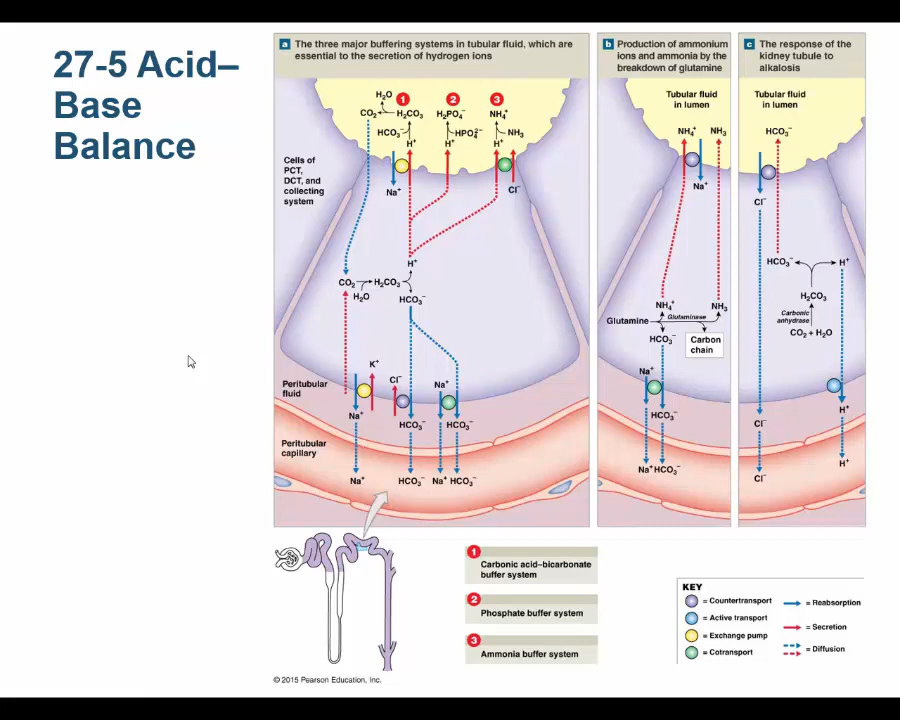 27-5 Acid–
Base
Balance
a The three major buffering systems in tubular fluid, which are
essential to the secretion of hydrogen ions
H₂O
1
2
3
CO₂
H₂CO₃
H₂PO₄⁻
NH₄⁺
HCO₃⁻
HPO₄²⁻
NH₃
H⁺
H⁺
H⁺
Cells of
PCT,
DCT, and
collecting
system
Na⁺
Cl⁻
H⁺
CO₂
H₂CO₃
H₂O
HCO₃⁻
K⁺
Cl⁻
Na⁺
Peritubular
fluid
Na⁺
HCO₃⁻
HCO₃⁻
Peritubular
capillary
Na⁺
HCO₃⁻
Na⁺
HCO₃⁻
b Production of ammonium
ions and ammonia by the
breakdown of glutamine
Tubular fluid
in lumen
NH₄⁺
NH₃
Na⁺
NH₄⁺
NH₃
Glutamine
Glutaminase
HCO₃⁻
Carbon
chain
Na⁺
HCO₃⁻
Na⁺
HCO₃⁻
c The response of the
kidney tubule to
alkalosis
Tubular fluid
in lumen
HCO₃⁻
Cl⁻
HCO₃⁻
H⁺
H₂CO₃
Carbonic
anhydrase
CO₂ + H₂O
H⁺
Cl⁻
H⁺
Cl⁻
1
Carbonic acid–bicarbonate
buffer system
2
Phosphate buffer system
3
Ammonia buffer system
KEY
= Countertransport
= Active transport
= Exchange pump
= Cotransport
= Reabsorption
= Secretion
= Diffusion
© 2015 Pearson Education, Inc.